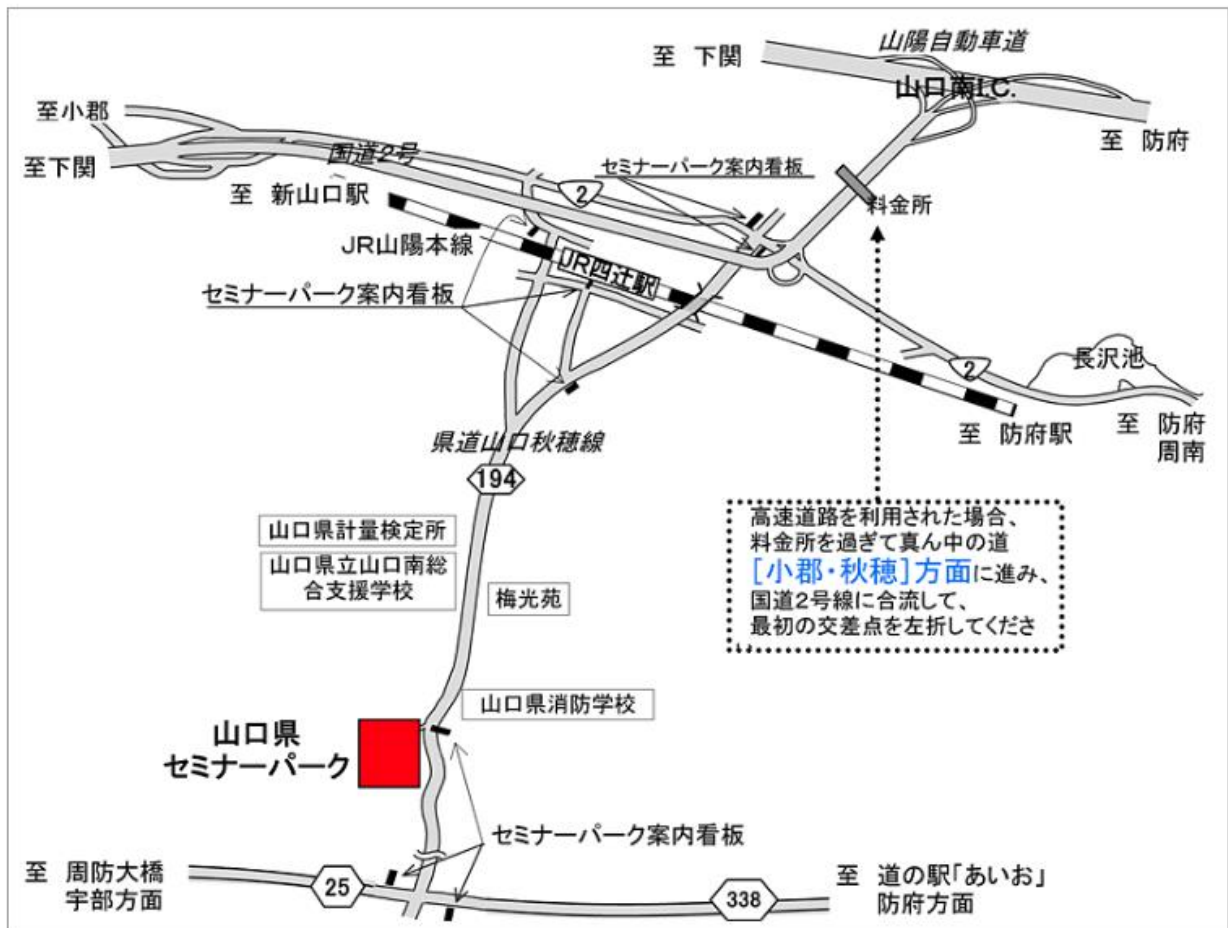 山陽自動車道
至 下関
山口南I.C.
至小郡
至 防府
国道2号
至下関
セミナーパーク案内看板
2
至 新山口駅
料金所
JR山陽本線
JR四辻駅
セミナーパーク案内看板
2
長沢池
至 防府駅
至 防府
周南
県道山口秋穂線
194
高速道路を利用された場合、
料金所を過ぎて真ん中の道
[小郡・秋穂]方面に進み、
国道2号線に合流して、
最初の交差点を左折してくださ
い
山口県計量検定所
山口県立山口南総
合支援学校
梅光苑
山口県消防学校
山口県
セミナーパーク
セミナーパーク案内看板
至 周防大橋
宇部方面
25
338
至 道の駅「あいお」
防府方面